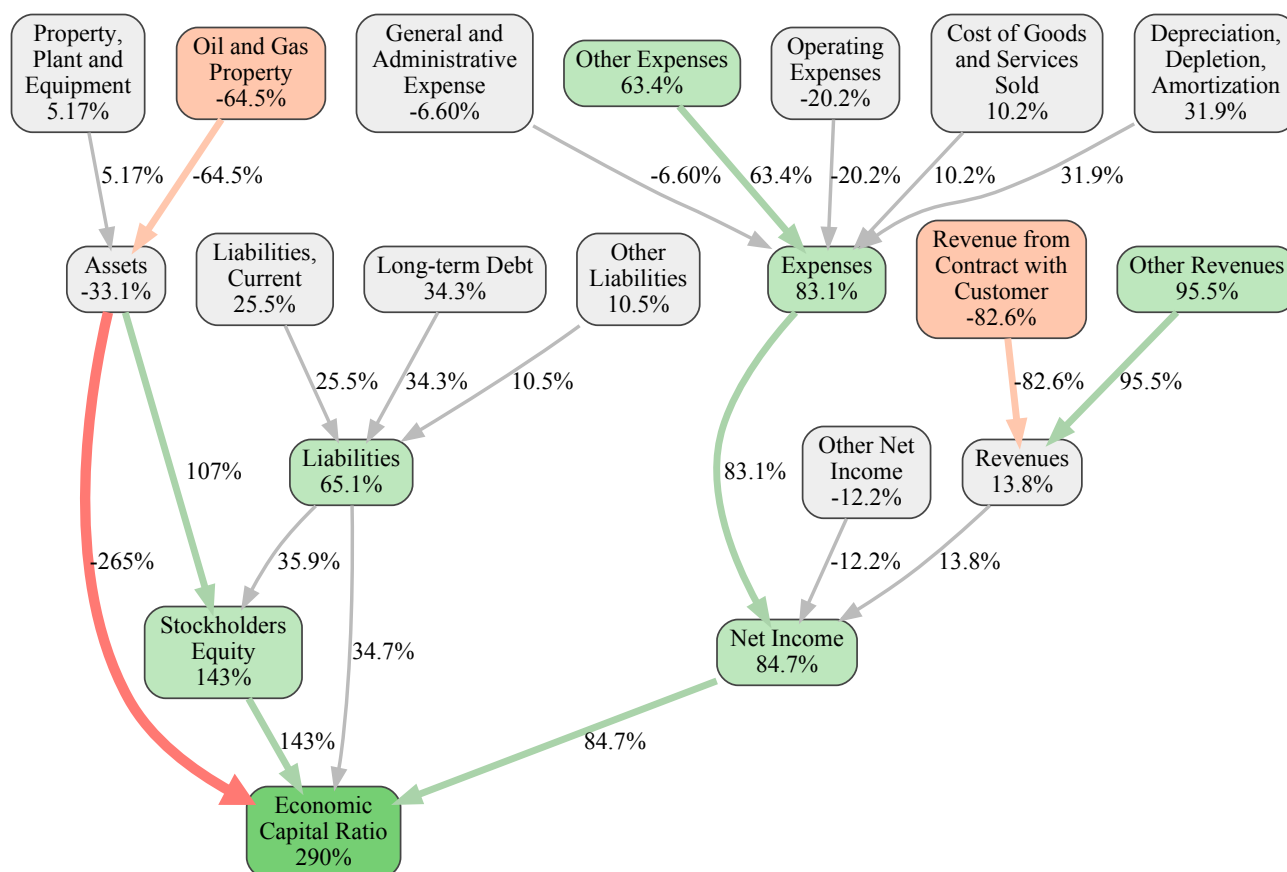 Property,
Plant and
Equipment
5.17%
Oil and Gas
Property
-64.5%
General and
Administrative
Expense
-6.60%
Other Expenses
63.4%
Operating
Expenses
-20.2%
Cost of Goods
and Services
Sold
10.2%
Depreciation,
Depletion,
Amortization
31.9%
5.17%
-64.5%
-6.60%
63.4%
-20.2%
10.2%
31.9%
Assets
-33.1%
Liabilities,
Current
25.5%
Long-term Debt
34.3%
Other
Liabilities
10.5%
Expenses
83.1%
Revenue from
Contract with
Customer
-82.6%
Other Revenues
95.5%
25.5%
34.3%
10.5%
-82.6%
95.5%
107%
Liabilities
65.1%
83.1%
Other Net
Income
-12.2%
Revenues
13.8%
-265%
35.9%
34.7%
-12.2%
13.8%
Stockholders
Equity
143%
Net Income
84.7%
143%
84.7%
Economic
Capital Ratio
290%